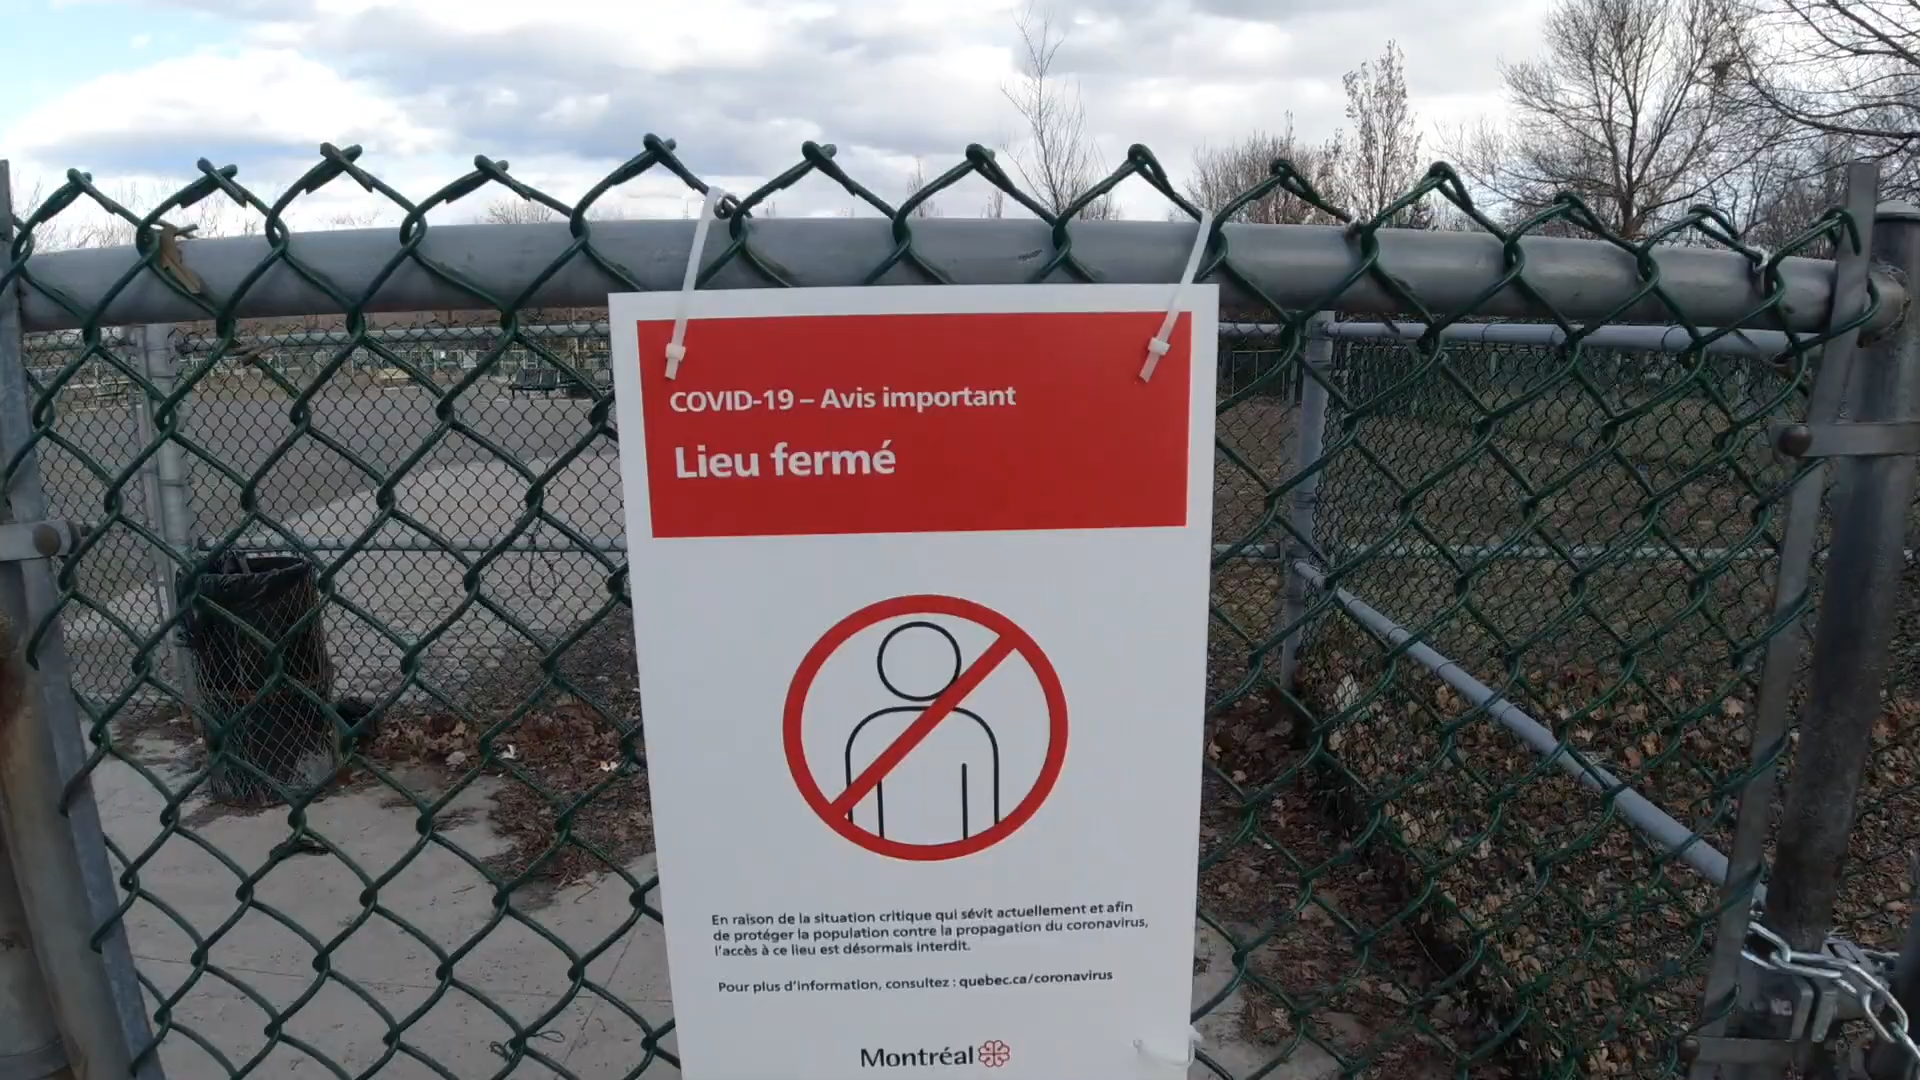 COVID-19 – Avis important
Lieu fermé
En raison de la situation critique qui sévit actuellement et afin
de protéger la population contre la propagation du coronavirus,
l'accès à ce lieu est désormais interdit.
Pour plus d'information, consultez : quebec.ca/coronavirus
Montréal